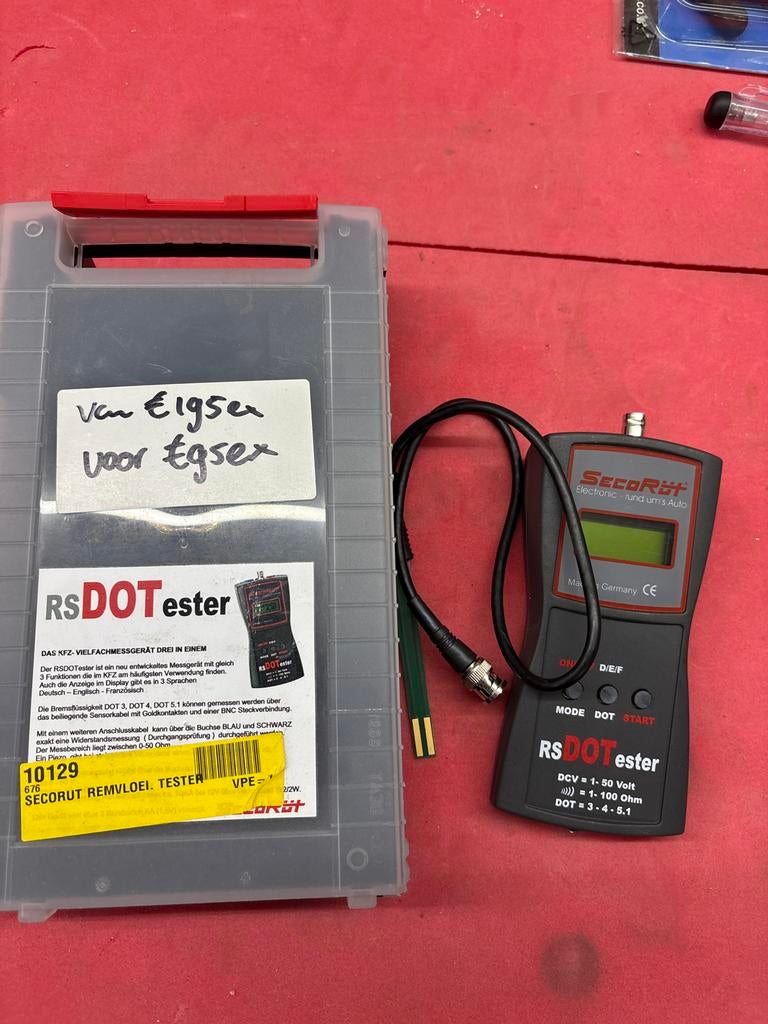 van €195ex
voor €95ex
RSDOTester
DAS KFZ- VIELFACHMESSGERÄT DREI IN EINEM
Der RSDOTester ist ein neu entwickeltes Messgerät mit gleich
3 Funktionen die im KFZ am häufigsten Verwendung finden.
Auch die Anzeige im Display gibt es in 3 Sprachen
Deutsch – Englisch - Französisch
Die Bremsflüssigkeit DOT 3, DOT 4, DOT 5.1 können gemessen werden über
das beiliegende Sensorkabel mit Goldkontakten und einer BNC Steckverbindung.
Mit einem weiteren Anschlusskabel kann über die Buchse BLAU und SCHWARZ
exakt eine Widerstandsmessung ( Durchgangsprüfung ) durchgeführt werden
Der Messbereich liegt zwischen 0-50 Ohm
Ein Piezo
10129
676
SECORUT REMVLOEI. TESTER VPE=
SECORÜT
SECORÜT
Electronic - rund um's Auto
Made in Germany CE
D/E/F
MODE DOT START
RSDOTester
DCV = 1- 50 Volt
= 1- 100 Ohm
DOT = 3 - 4 - 5.1